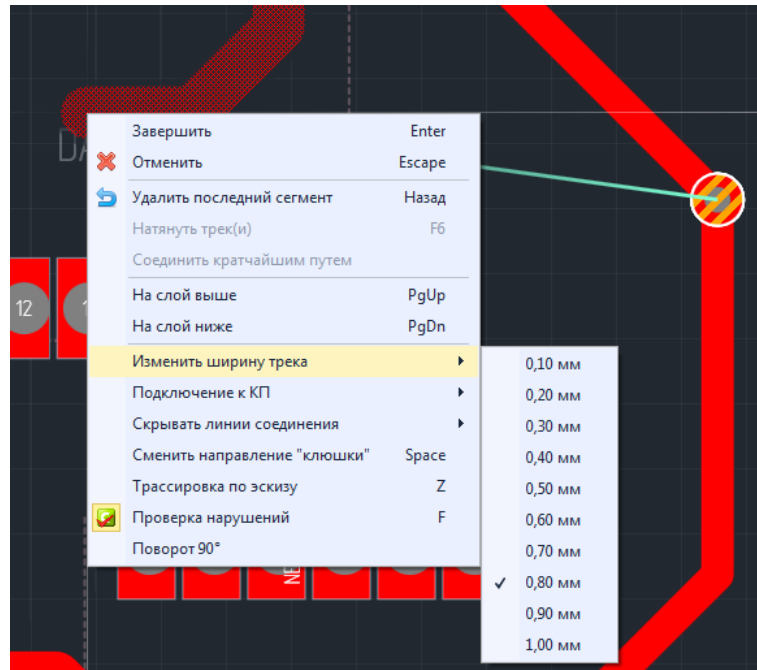 Завершить Enter
Отменить Escape
Удалить последний сегмент Назад
Натянуть трек(и) F6
Соединить кратчайшим путем
На слой выше PgUp
На слой ниже PgDn
Изменить ширину трека
Подключение к КП
Скрывать линии соединения
Сменить направление "клюшки" Space
Трассировка по эскизу Z
Проверка нарушений F
Поворот 90°
0,10 мм
0,20 мм
0,30 мм
0,40 мм
0,50 мм
0,60 мм
0,70 мм
0,80 мм
0,90 мм
1,00 мм
12